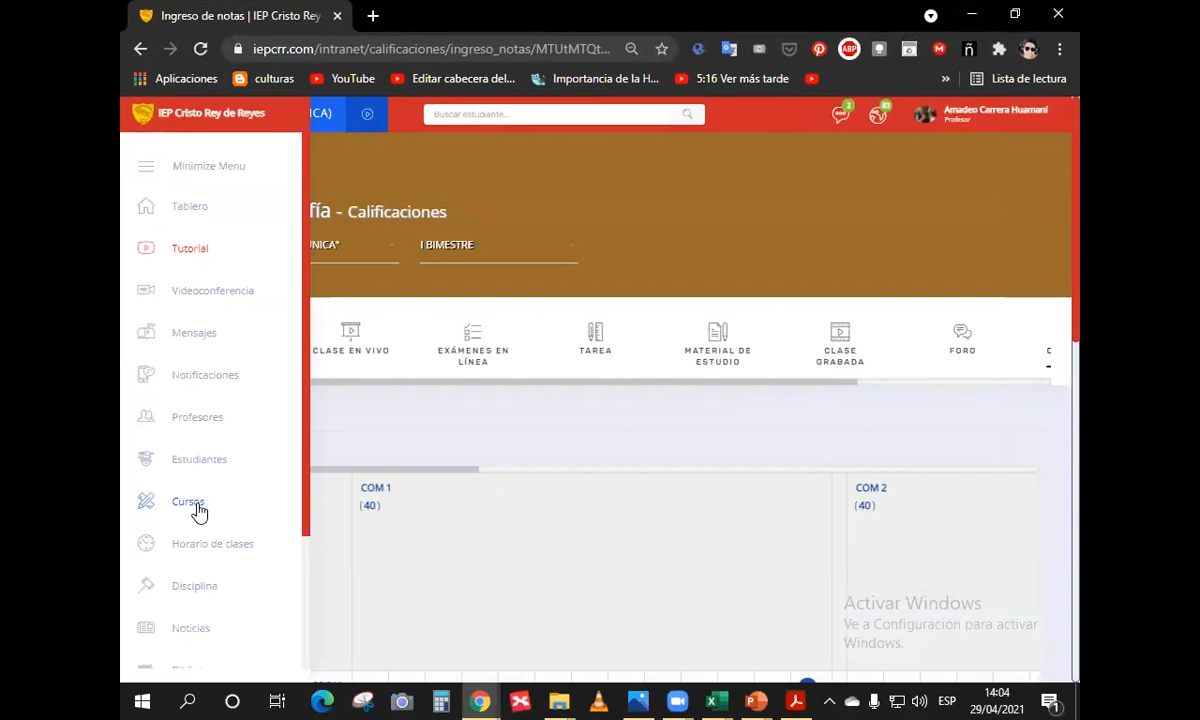 Ingreso de notas | IEP Cristo Rey
iepcrr.com/intranet/calificaciones/ingreso_notas/MTUtMTQt...
Aplicaciones
culturas
YouTube
Editar cabecera del...
Importancia de la H...
5:16 Ver más tarde
»
Lista de lectura
IEP Cristo Rey de Reyes
ICA)
Buscar estudiante...
2
83
Amadeo Carrera Huamaní
Profesor
Minimize Menu
Tablero
Tutorial
Videoconferencia
Mensajes
Notificaciones
Profesores
Estudiantes
Cursos
Horario de clases
Disciplina
Noticias
fía - Calificaciones
UNICA"
I BIMESTRE
CLASE EN VIVO
EXÁMENES EN
LÍNEA
TAREA
MATERIAL DE
ESTUDIO
CLASE
GRABADA
FORO
COM 1
(40)
COM 2
(40)
Activar Windows
Ve a Configuración para activar
Windows.
ESP
14:04
29/04/2021
1